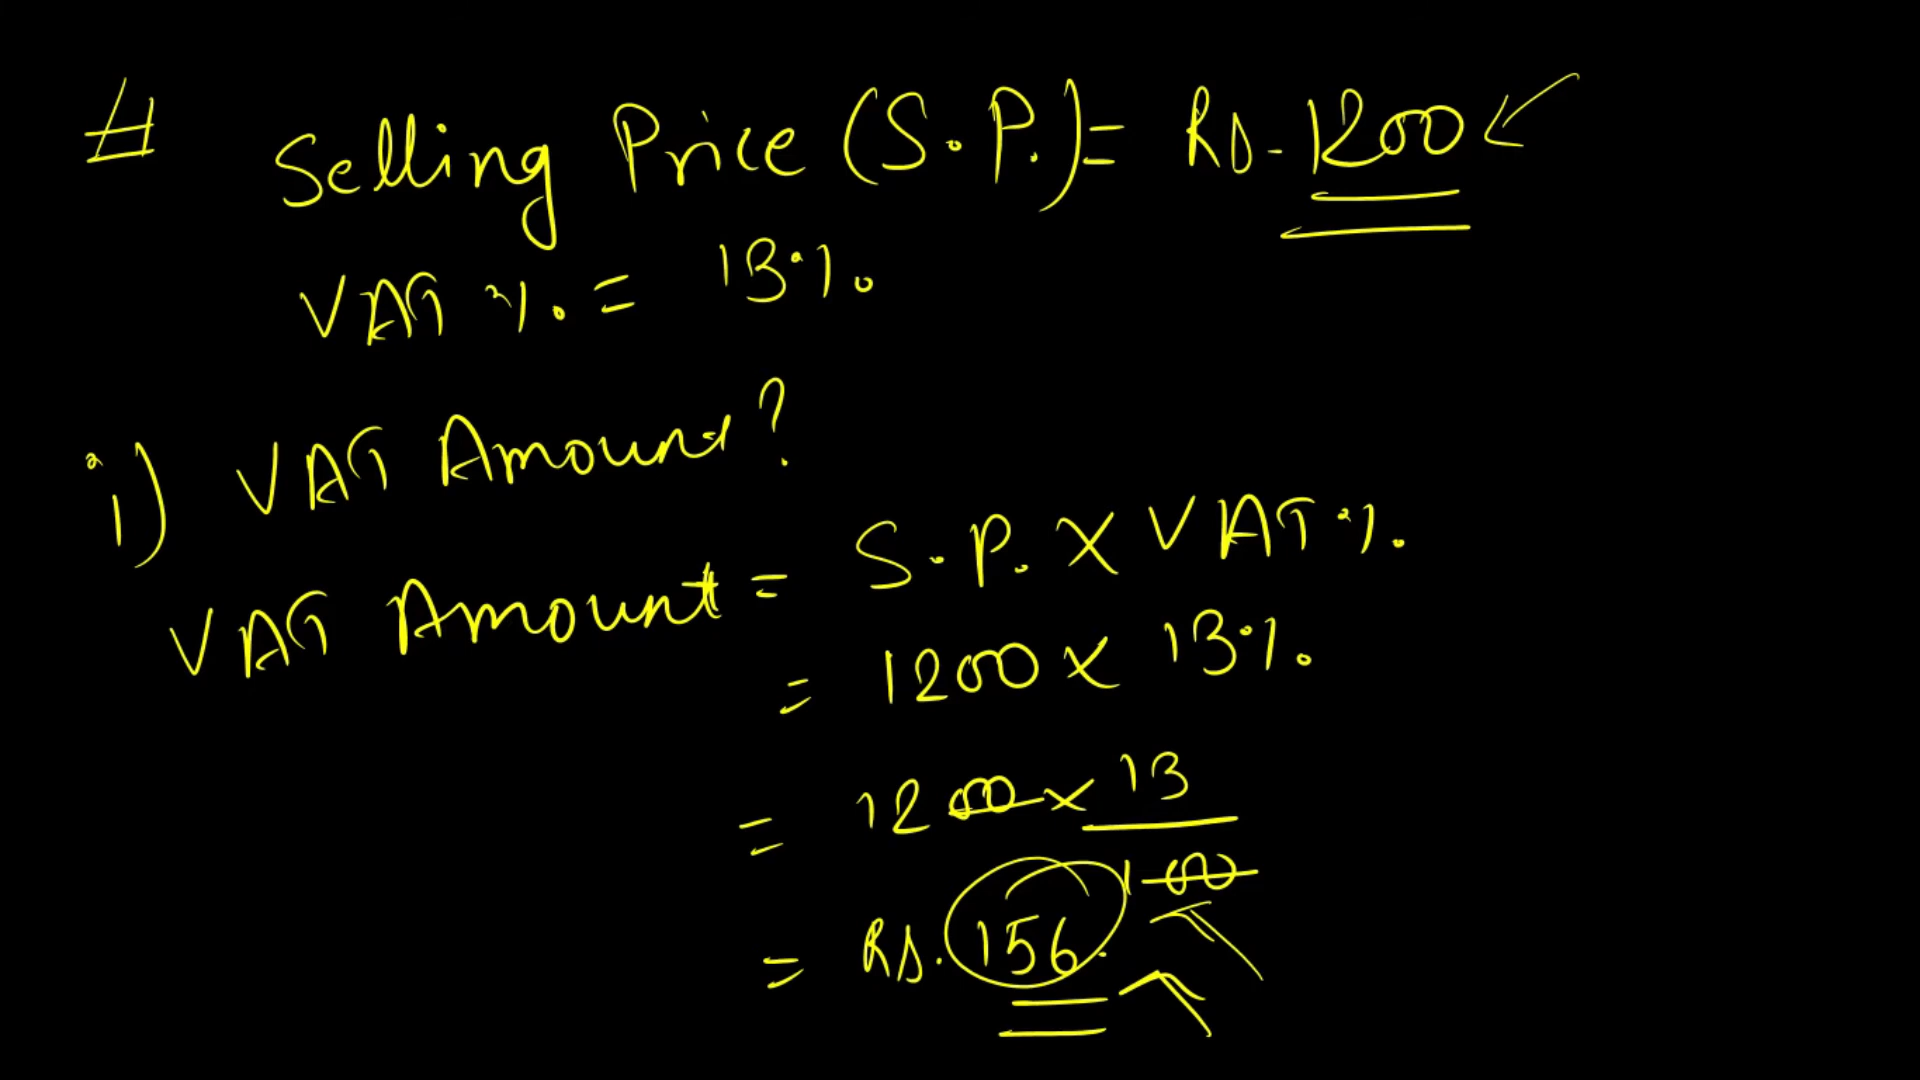 # Selling Price (S.P.) = Rs. 1200
VAT % = 13%.
i) VAT Amount?
VAT Amount = S.P. X VAT %.
= 1200 x 13%.
= 1200 x 13
100
= Rs. 156.